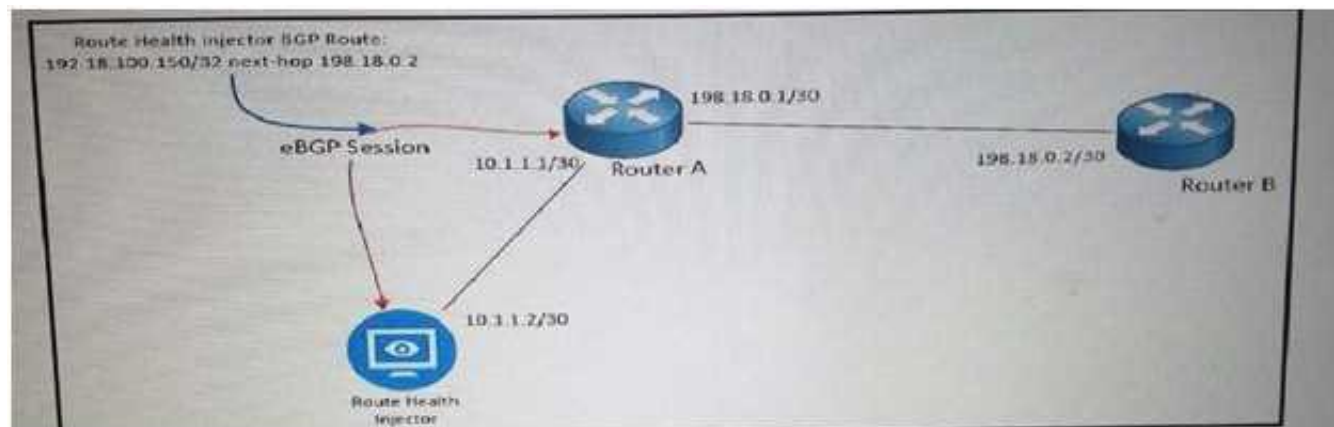 Route Health Injector BGP Route:
192.18.100.150/32 next-hop 198.18.0.2
eBGP Session
198.18.0.1/30
10.1.1.1/30
Router A
198.18.0.2/30
Router B
10.1.1.2/30
Route Health
Injector